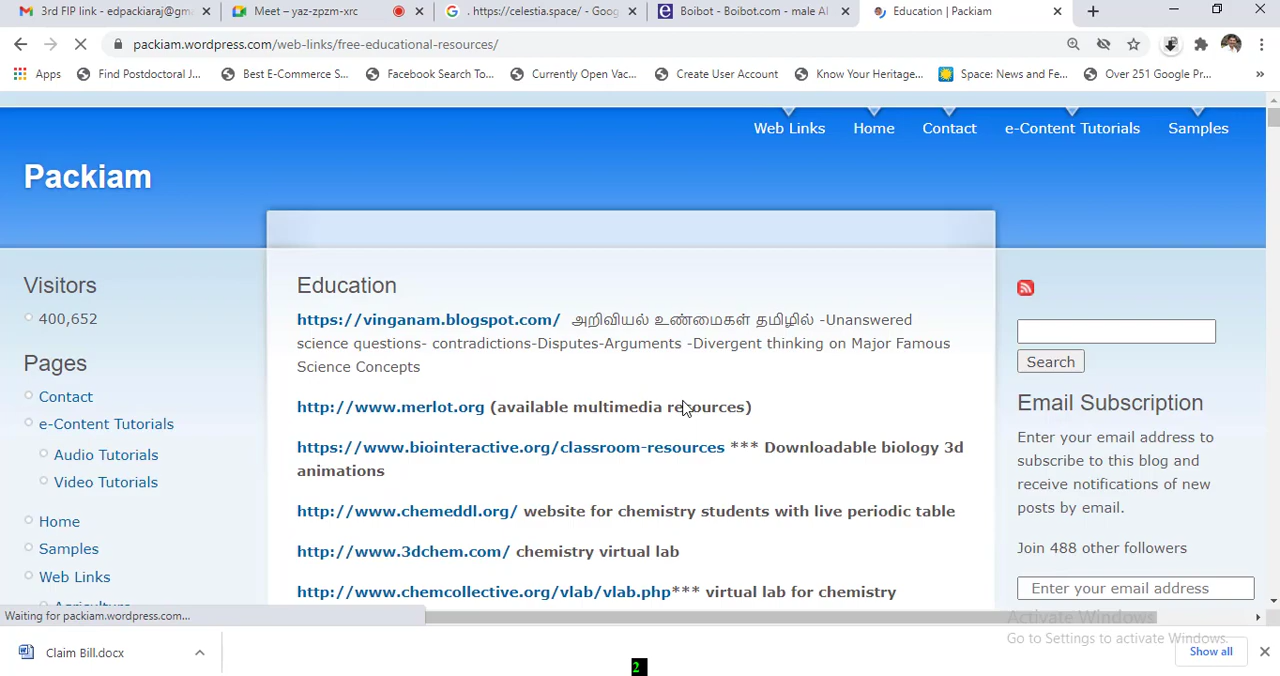 3rd FIP link - edpackiaraj@gm
Meet – yaz-zpzm-xrc
. https://celestia.space/ - Goog
Boibot - Boibot.com - male AI
Education | Packiam
packiam.wordpress.com/web-links/free-educational-resources/
Apps
Find Postdoctoral J...
Best E-Commerce S...
Facebook Search To...
Currently Open Vac...
Create User Account
Know Your Heritage...
Space: News and Fe...
Over 251 Google Pr...
»
Web Links
Home
Contact
e-Content Tutorials
Samples
Packiam
Visitors
400,652
Pages
Contact
e-Content Tutorials
Audio Tutorials
Video Tutorials
Home
Samples
Web Links
Agriculture
Education
https://vinganam.blogspot.com/ அறிவியல் உண்மைகள் தமிழில் -Unanswered
science questions- contradictions-Disputes-Arguments -Divergent thinking on Major Famous
Science Concepts
http://www.merlot.org (available multimedia resources)
https://www.biointeractive.org/classroom-resources *** Downloadable biology 3d
animations
http://www.chemeddl.org/ website for chemistry students with live periodic table
http://www.3dchem.com/ chemistry virtual lab
http://www.chemcollective.org/vlab/vlab.php*** virtual lab for chemistry
Search
Email Subscription
Enter your email address to
subscribe to this blog and
receive notifications of new
posts by email.
Join 488 other followers
Enter your email address
Waiting for packiam.wordpress.com...
Activate Windows
Go to Settings to activate Windows.
Claim Bill.docx
Show all
2